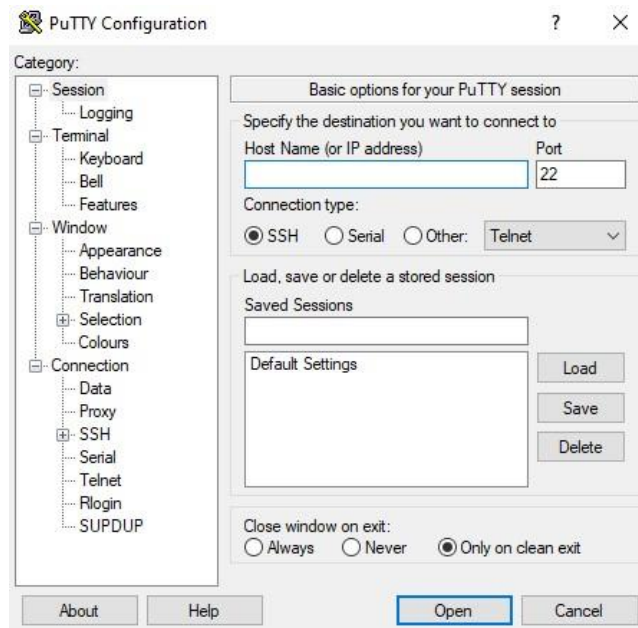 PuTTY Configuration
?
Category:
Session
Logging
Terminal
Keyboard
Bell
Features
Window
Appearance
Behaviour
Translation
Selection
Colours
Connection
Data
Proxy
SSH
Serial
Telnet
Rlogin
SUPDUP
Basic options for your PuTTY session
Specify the destination you want to connect to
Host Name (or IP address) Port
22
Connection type:
SSH Serial Other: Telnet
Load, save or delete a stored session
Saved Sessions
Default Settings
Load
Save
Delete
Close window on exit:
Always Never Only on clean exit
About Help Open Cancel